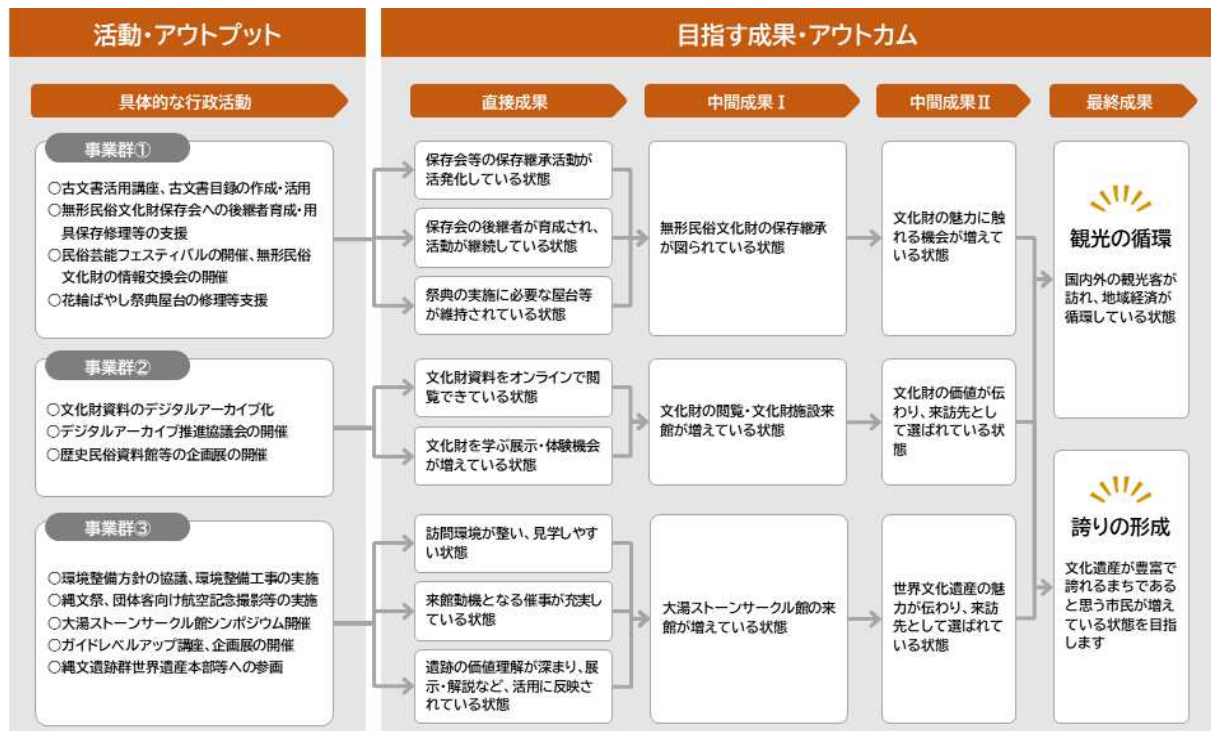 活動・アウトプット
目指す成果・アウトカム
具体的な行政活動
直接成果
中間成果Ⅰ
中間成果Ⅱ
最終成果
事業群①
○古文書活用講座、古文書目録の作成・活用
○無形民俗文化財保存会への後継者育成・用
具保存修理等の支援
○民俗芸能フェスティバルの開催、無形民俗
文化財の情報交換会の開催
○花輪ばやし祭典屋台の修理等支援
保存会等の保存継承活動が
活発化している状態
保存会の後継者が育成され、
活動が継続している状態
祭典の実施に必要な屋台等
が維持されている状態
無形民俗文化財の保存継承
が図られている状態
文化財の魅力に触
れる機会が増えて
いる状態
事業群②
○文化財資料のデジタルアーカイブ化
○デジタルアーカイブ推進協議会の開催
○歴史民俗資料館等の企画展の開催
文化財資料をオンラインで閲
覧できている状態
文化財を学ぶ展示・体験機会
が増えている状態
文化財の閲覧・文化財施設来
館が増えている状態
文化財の価値が伝
わり、来訪先として
選ばれている状
態
事業群③
○環境整備方針の協議、環境整備工事の実施
○縄文祭、団体客向け航空記念撮影等の実施
○大湯ストーンサークル館シンポジウム開催
○ガイドレベルアップ講座、企画展の開催
○縄文遺跡群世界遺産本部等への参画
訪問環境が整い、見学しやす
い状態
来館動機となる催事が充実し
ている状態
遺跡の価値理解が深まり、展
示・解説など、活用に反映さ
れている状態
大湯ストーンサークル館の来
館が増えている状態
世界文化遺産の魅
力が伝わり、来訪
先として選ばれて
いる状態
観光の循環
国内外の観光客が
訪れ、地域経済が
循環している状態
誇りの形成
文化遺産が豊富で
誇れるまちである
と思う市民が増え
ている状態を目指
します